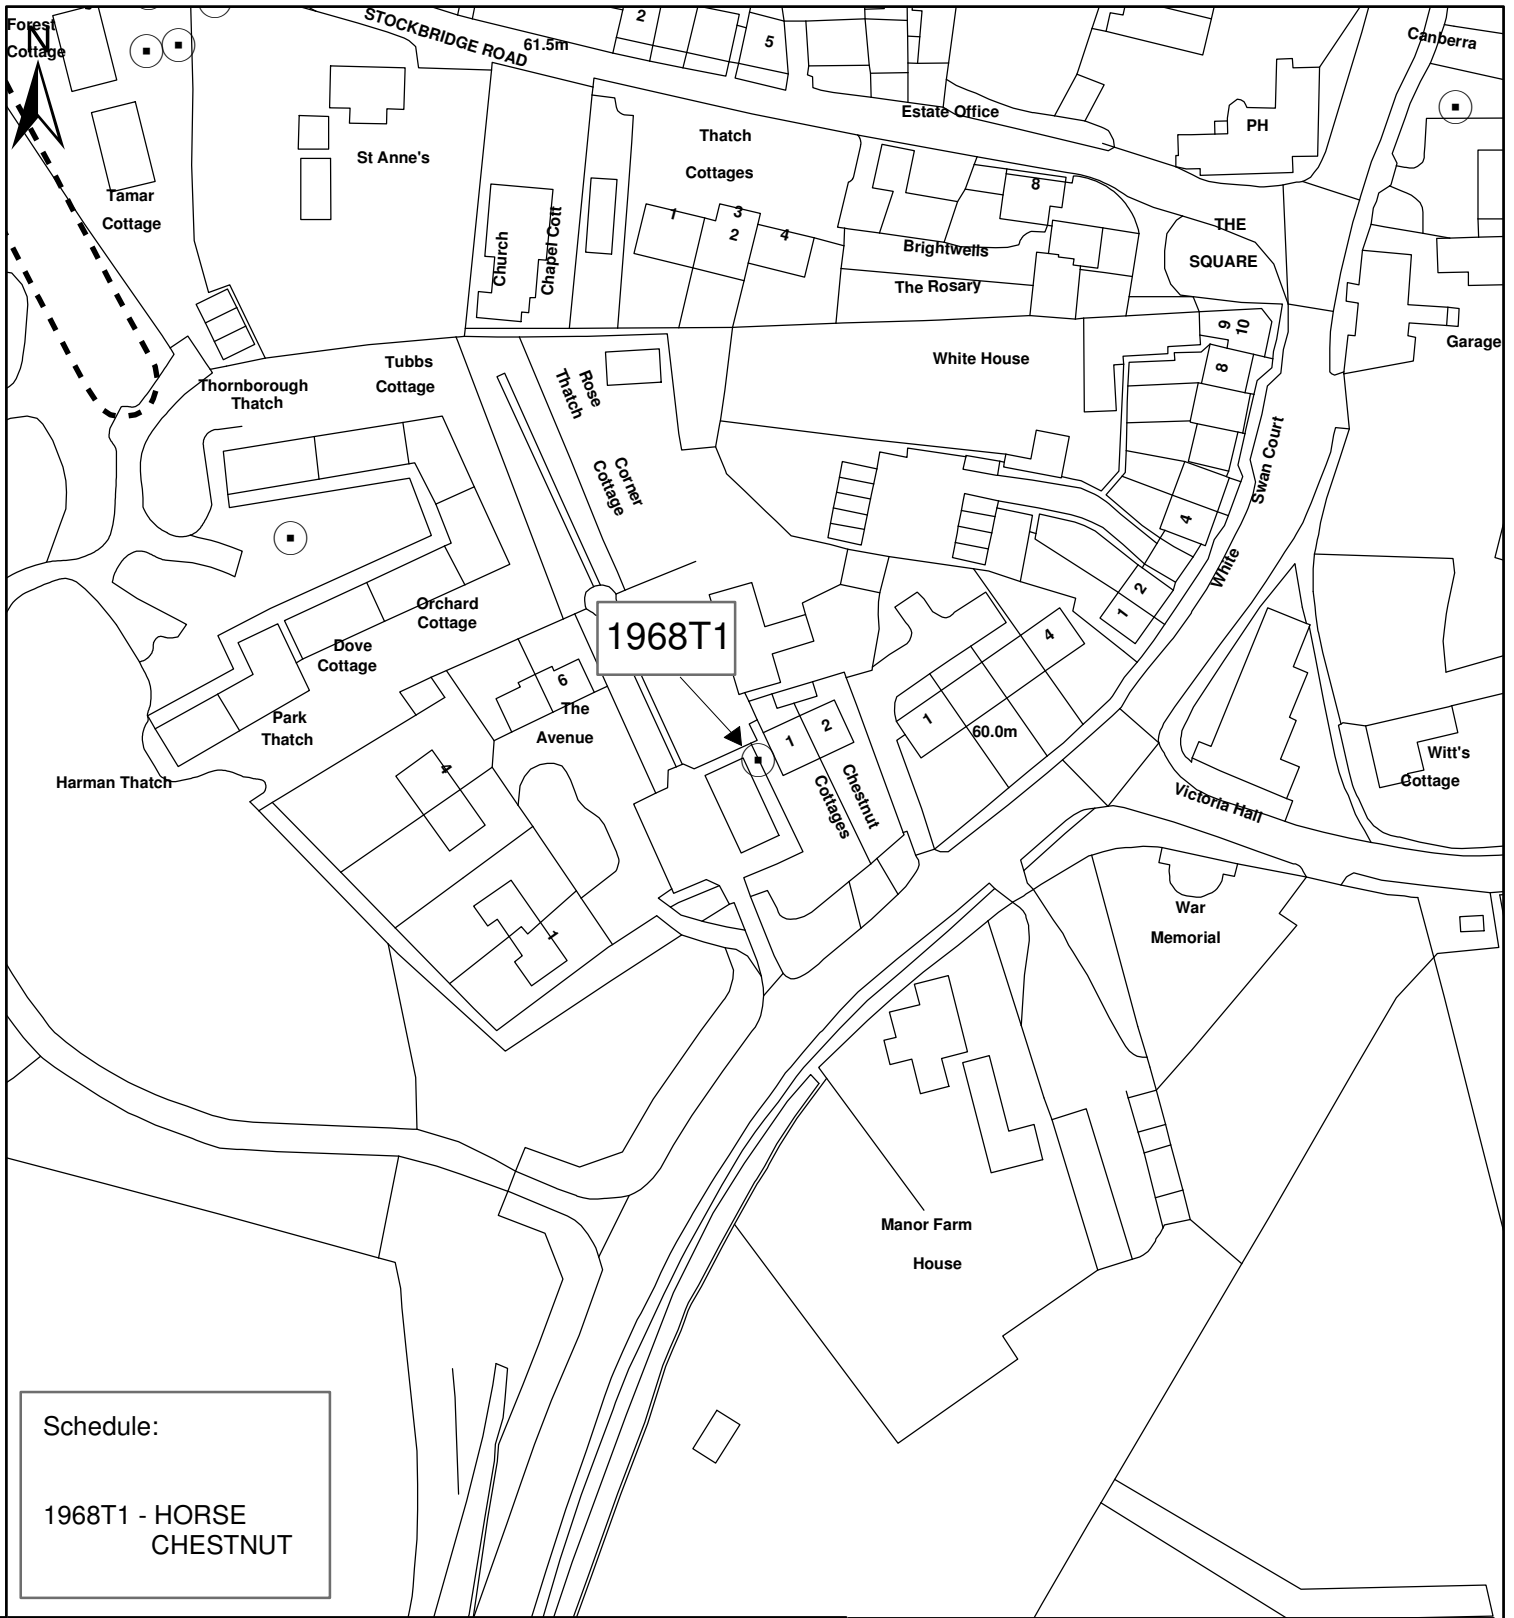 Forest
Cottage
N
STOCKBRIDGE ROAD
61.5m
2
5
Canberra
Estate Office
PH
Tamar
Cottage
St Anne's
Thatch
Cottages
1
3
2
4
Church
Chapel Cott
8
Brightwells
The Rosary
THE
SQUARE
Garage
Thornborough
Thatch
Tubbs
Cottage
Rose
Thatch
Corner
Cottage
White House
9
10
8
4
2
1
White Swan Court
Orchard
Cottage
Dove
Cottage
Park
Thatch
Harman Thatch
6
The
Avenue
4
1
1968T1
1
2
Chestnut
Cottages
1
4
60.0m
Victoria Hall
Witt's
Cottage
War
Memorial
Manor Farm
House
Schedule:
1968T1 - HORSE
CHESTNUT